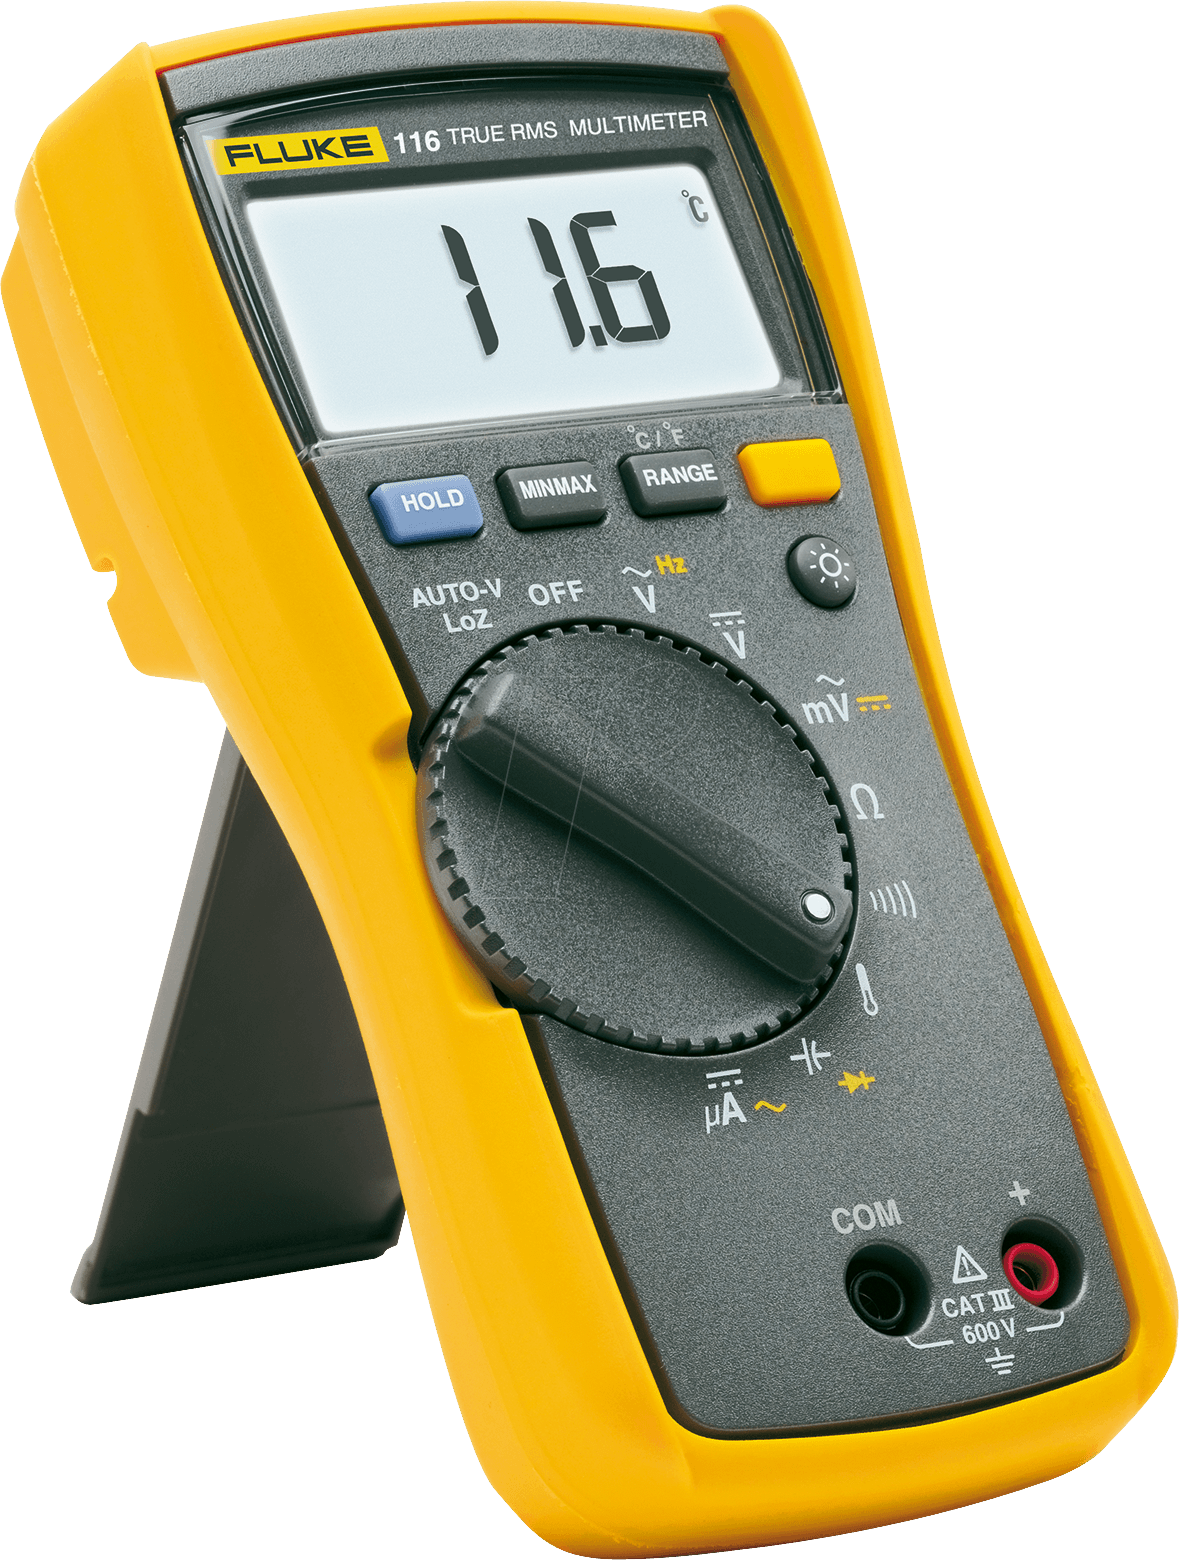 FLUKE 116 TRUE RMS MULTIMETER
°C
11.6
°C/°F
HOLD MINMAX RANGE
AUTO-V LoZ
OFF
Hz
V
V
mV
Ω
µA
COM
+
CAT III
600 V